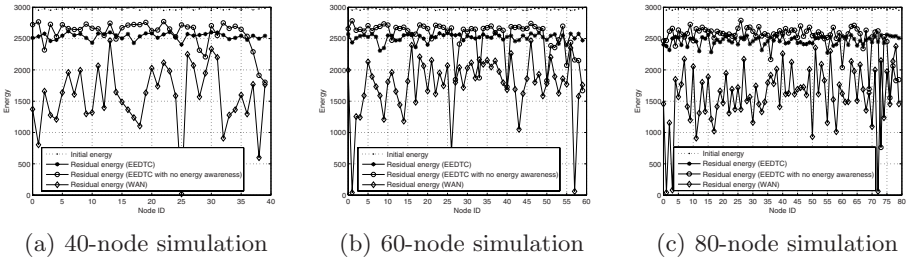 3000
2500
2000
1500
1000
500
0
Energy
0 5 10 15 20 25 30 35 40
Node ID
Initial energy
Residual energy (EEDTC)
Residual energy (EEDTC with no energy awareness)
Residual energy (WAN)
(a) 40-node simulation
3000
2500
2000
1500
1000
500
0
Energy
0 5 10 15 20 25 30 35 40 45 50 55 60
Node ID
Initial energy
Residual energy (EEDTC)
Residual energy (EEDTC with no energy awareness)
Residual energy (WAN)
(b) 60-node simulation
3000
2500
2000
1500
1000
500
0
Energy
0 5 10 15 20 25 30 35 40 45 50 55 60 65 70 75 80
Node ID
Initial energy
Residual energy (EEDTC)
Residual energy (EEDTC with no energy awareness)
Residual energy (WAN)
(c) 80-node simulation